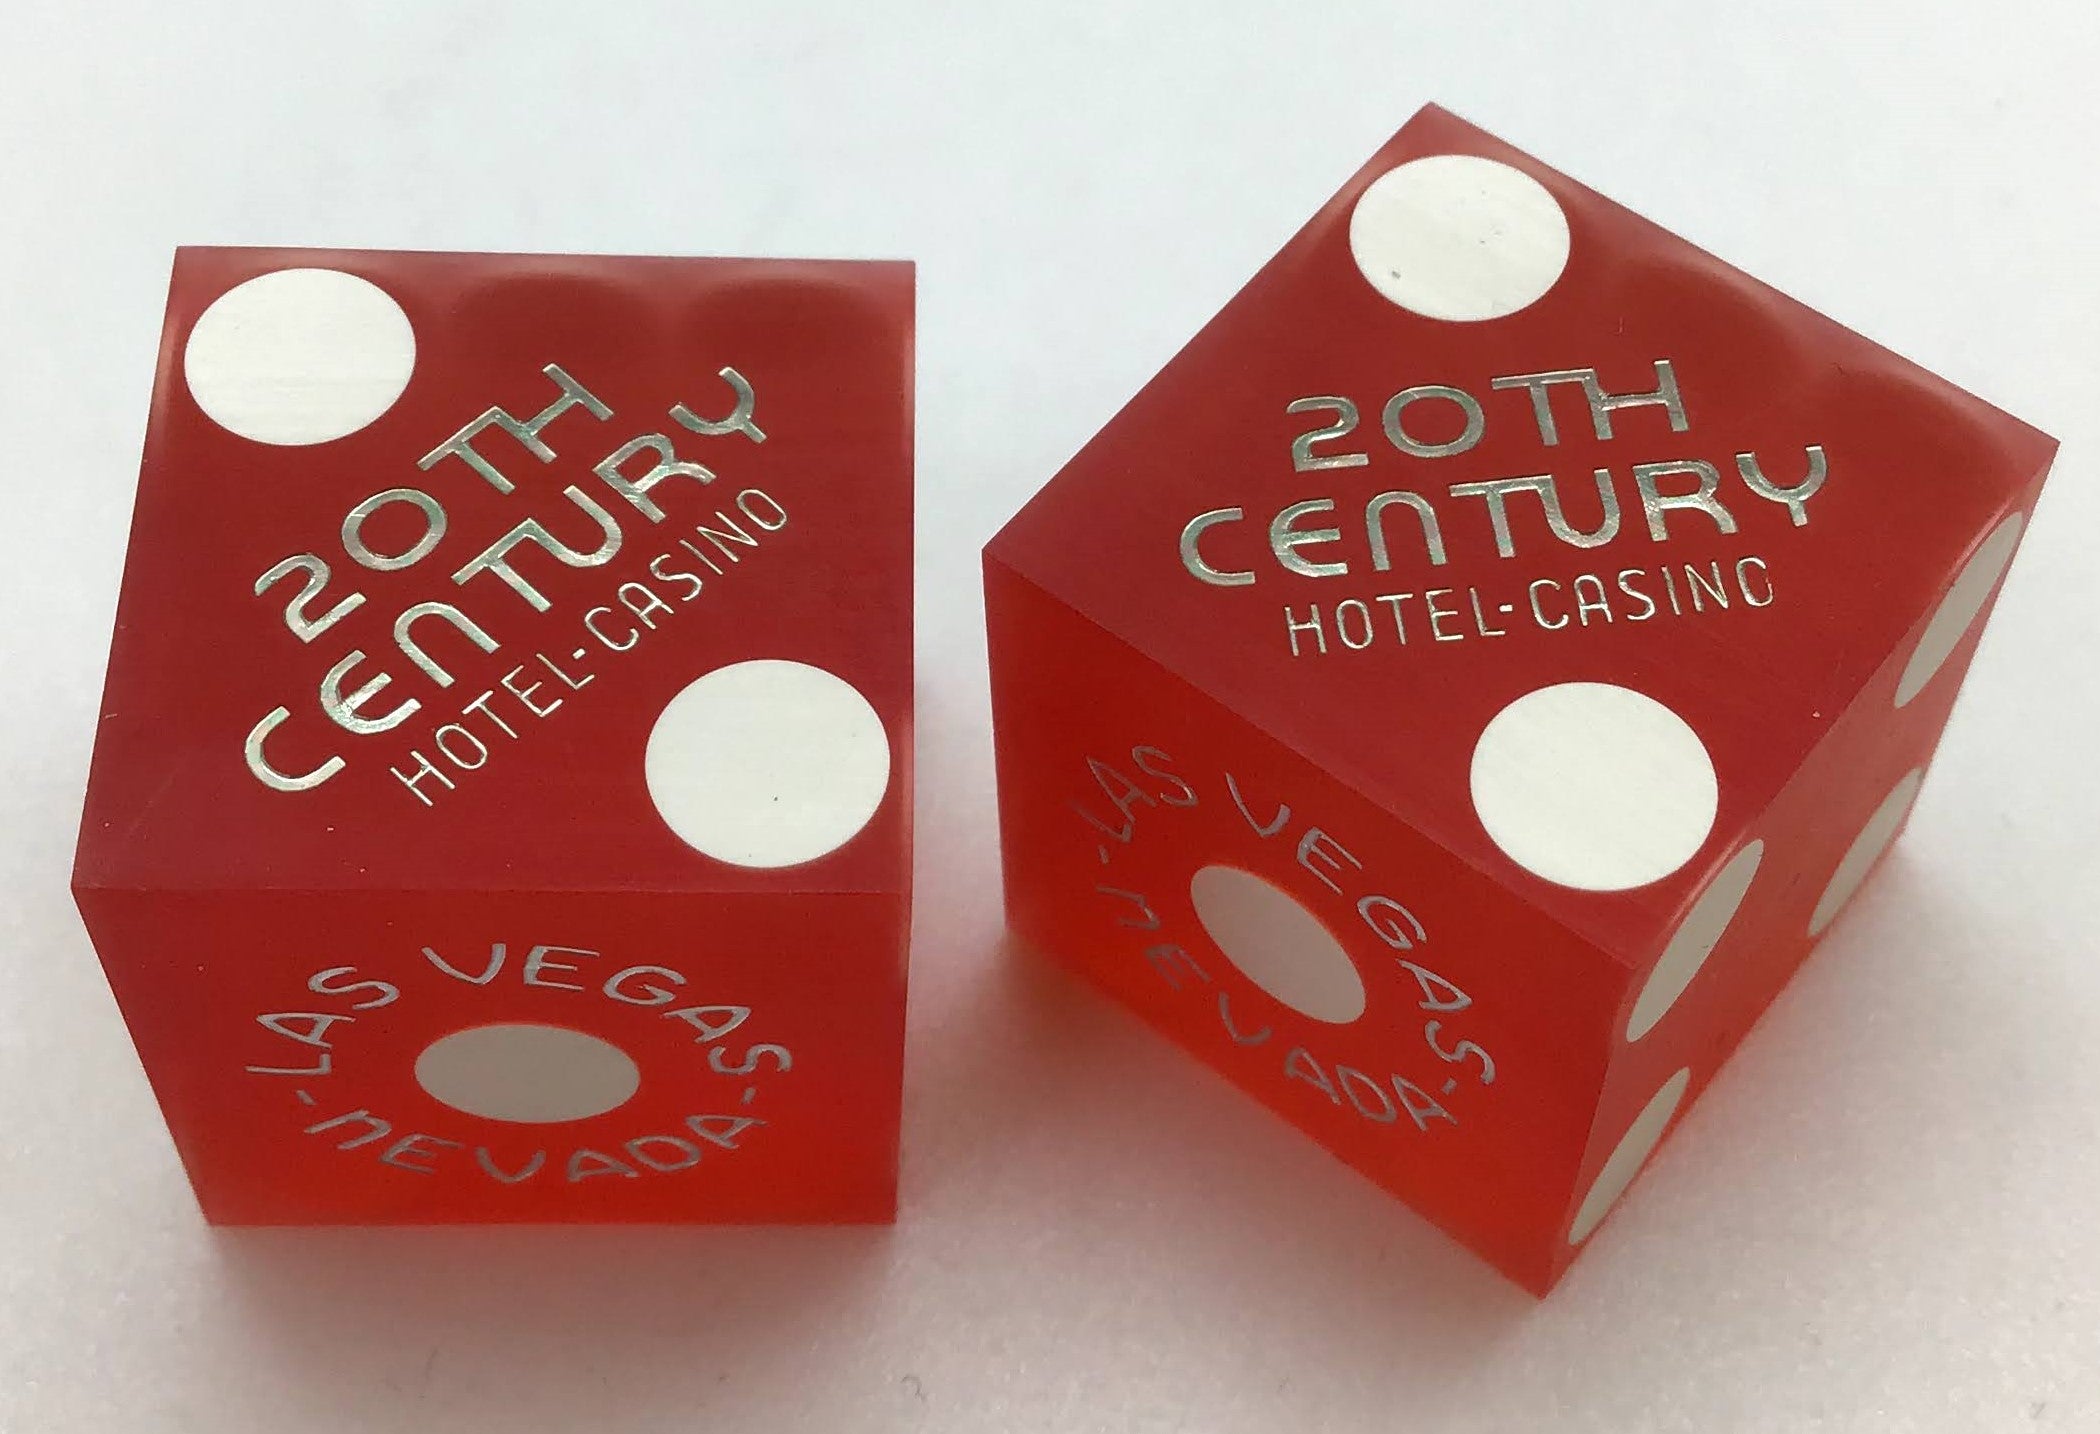 20TH
CENTURY
HOTEL-CASINO
LAS VEGAS
-NEVADA-
20TH
CENTURY
HOTEL-CASINO
LAS VEGAS
-NEVADA-